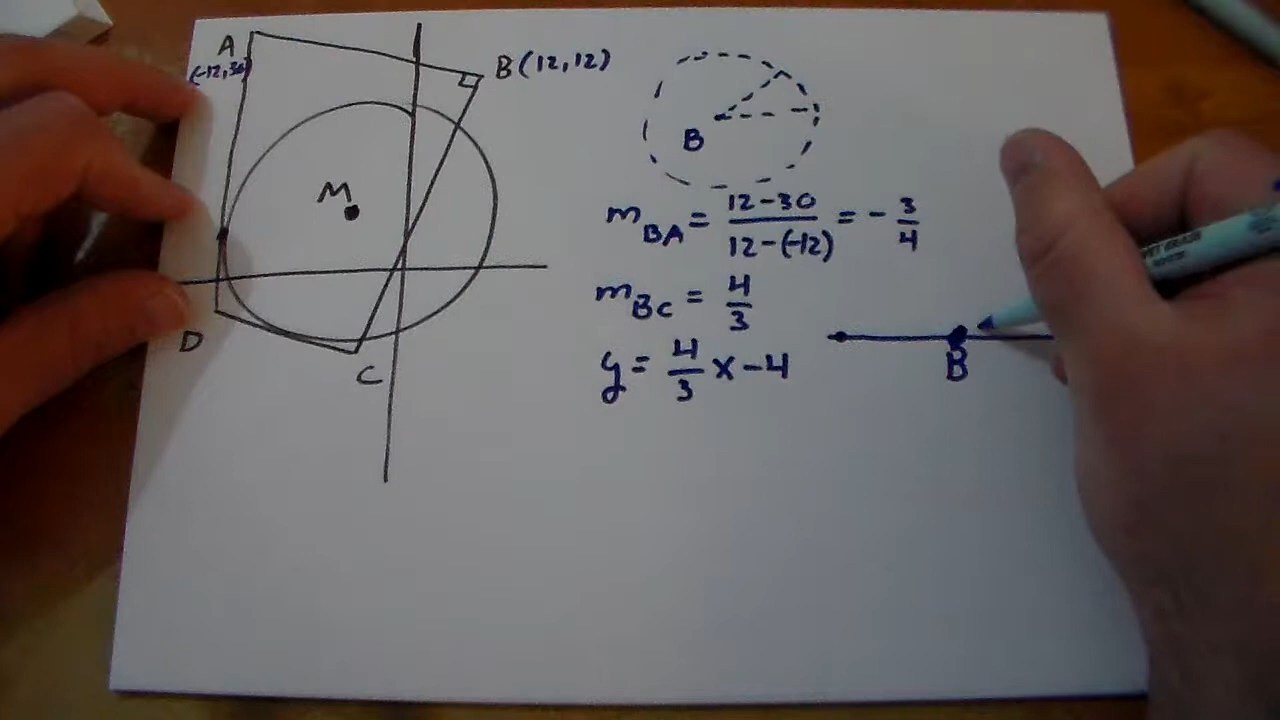 A
(-12,30)
B(12,12)
M
D
C
B
m_BA = 12-30 / 12-(-12) = - 3/4
m_BC = 4/3
y = 4/3 x - 4
B